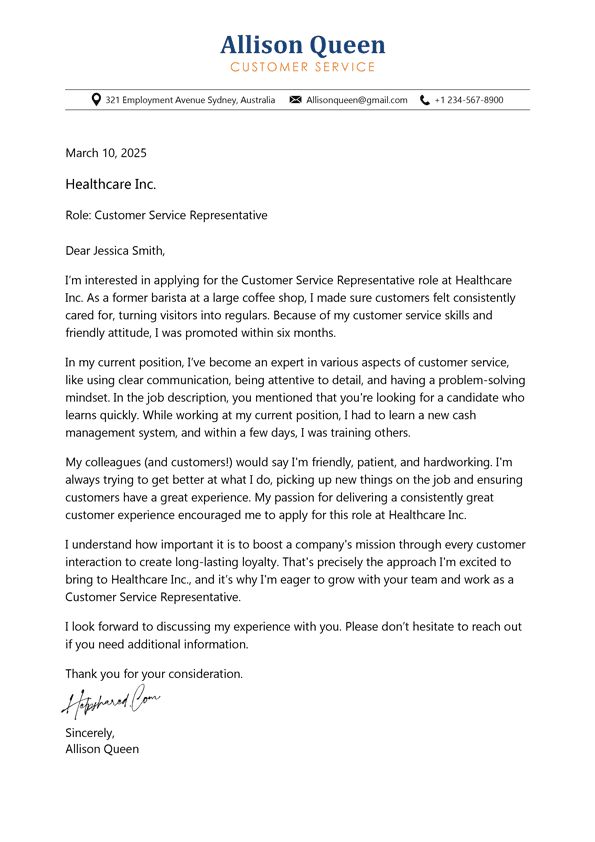 Allison Queen
CUSTOMER SERVICE
321 Employment Avenue Sydney, Australia Allisonqueen@gmail.com +1 234-567-8900
March 10, 2025
Healthcare Inc.
Role: Customer Service Representative
Dear Jessica Smith,
I'm interested in applying for the Customer Service Representative role at Healthcare
Inc. As a former barista at a large coffee shop, I made sure customers felt consistently
cared for, turning visitors into regulars. Because of my customer service skills and
friendly attitude, I was promoted within six months.
In my current position, I've become an expert in various aspects of customer service,
like using clear communication, being attentive to detail, and having a problem-solving
mindset. In the job description, you mentioned that you're looking for a candidate who
learns quickly. While working at my current position, I had to learn a new cash
management system, and within a few days, I was training others.
My colleagues (and customers!) would say I'm friendly, patient, and hardworking. I'm
always trying to get better at what I do, picking up new things on the job and ensuring
customers have a great experience. My passion for delivering a consistently great
customer experience encouraged me to apply for this role at Healthcare Inc.
I understand how important it is to boost a company's mission through every customer
interaction to create long-lasting loyalty. That's precisely the approach I'm excited to
bring to Healthcare Inc., and it's why I'm eager to grow with your team and work as a
Customer Service Representative.
I look forward to discussing my experience with you. Please don't hesitate to reach out
if you need additional information.
Thank you for your consideration.
Sincerely,
Allison Queen